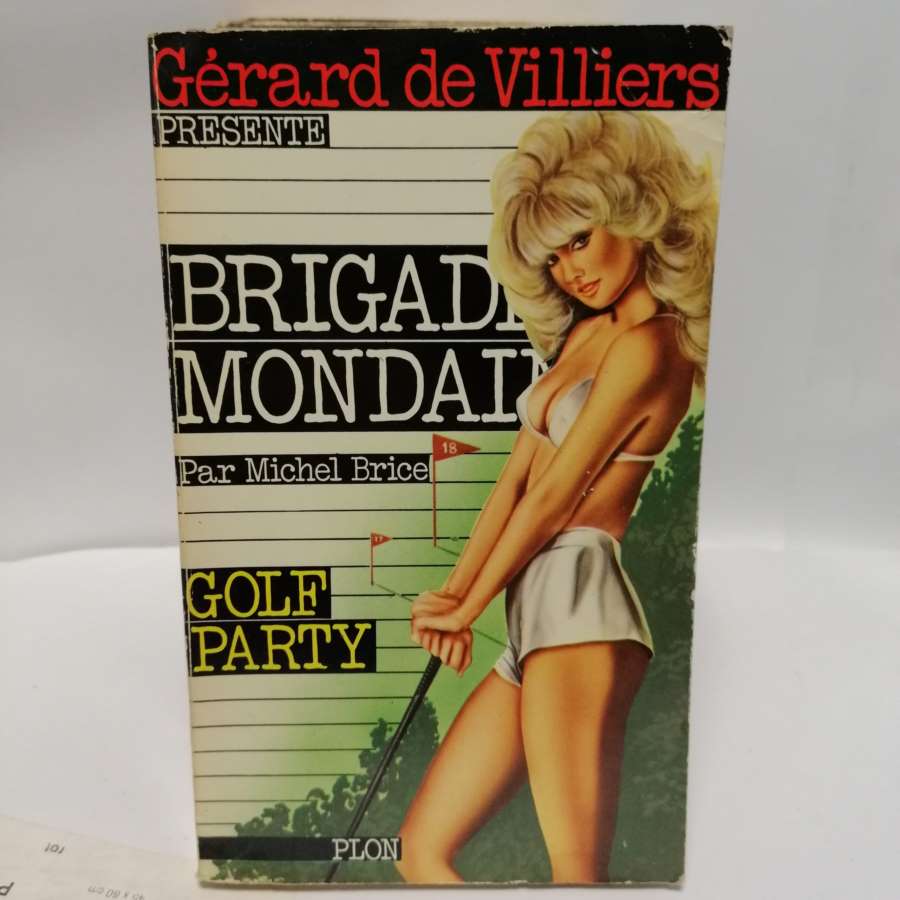 Gérard de Villiers
PRESENTE
BRIGAD
MONDAI
Par Michel Brice
18
17
GOLF
PARTY
PLON